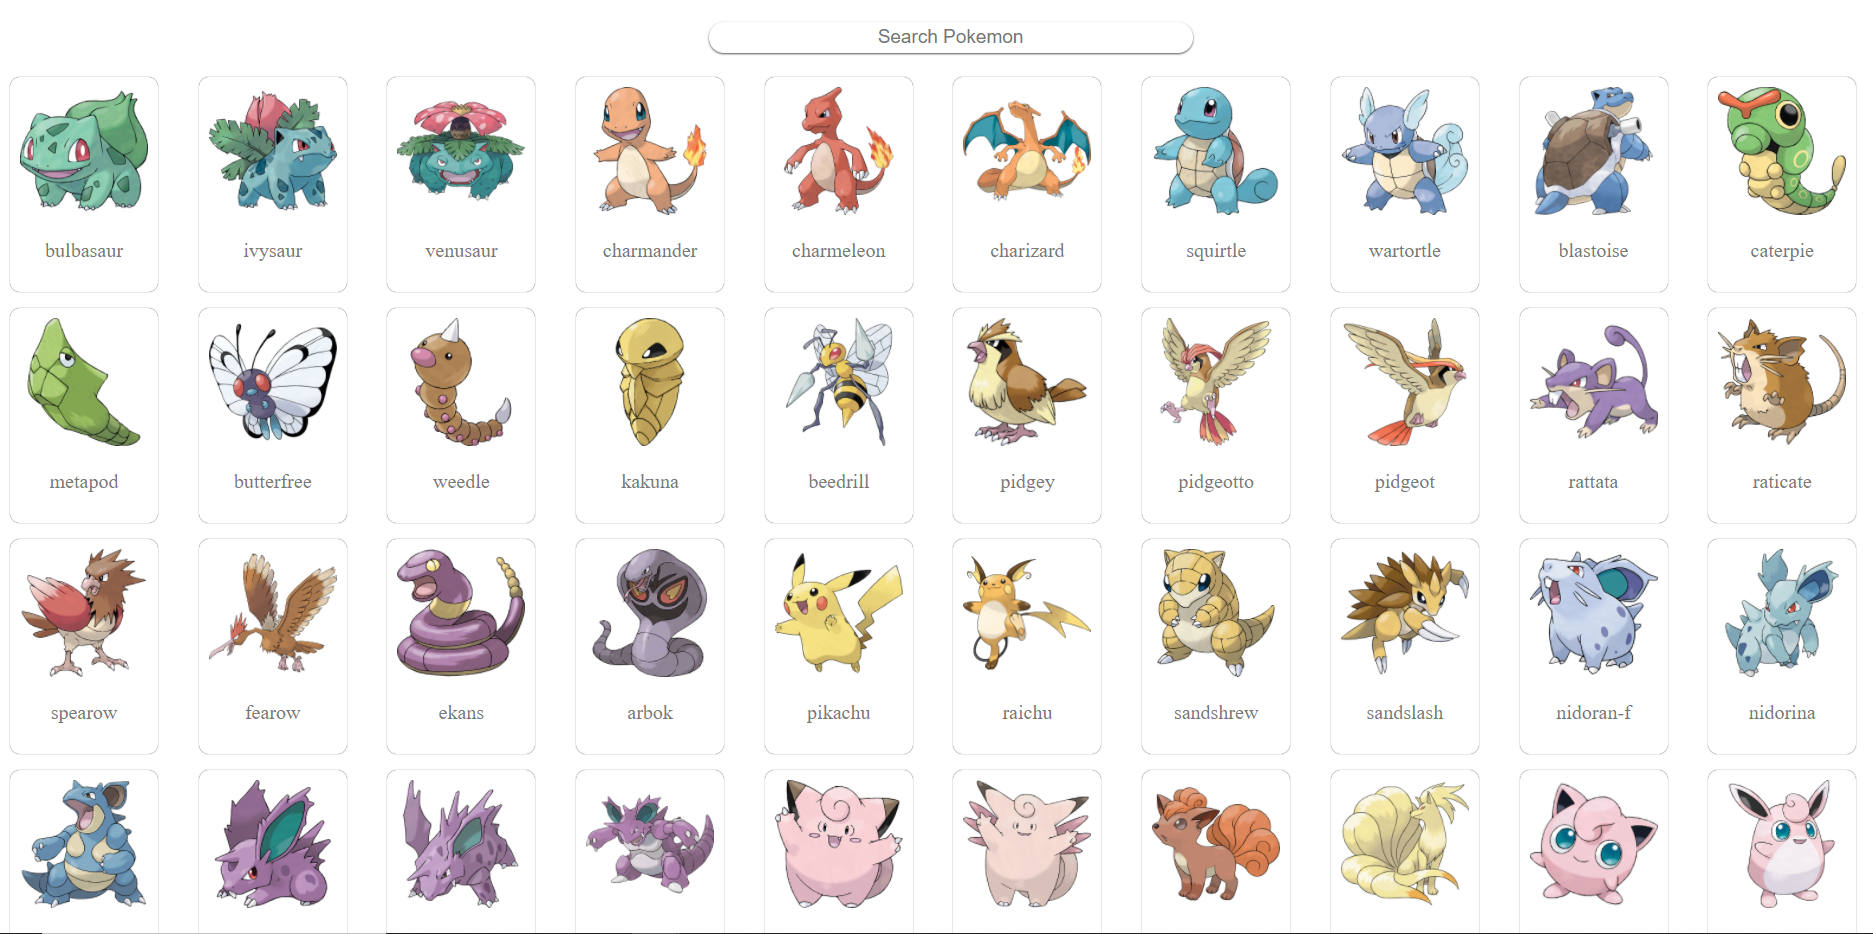 Search Pokemon
bulbasaur ivysaur venusaur charmander charmeleon charizard squirtle wartortle blastoise caterpie
metapod butterfree weedle kakuna beedrill pidgey pidgeotto pidgeot rattata raticate
spearow fearow ekans arbok pikachu raichu sandshrew sandslash nidoran-f nidorina